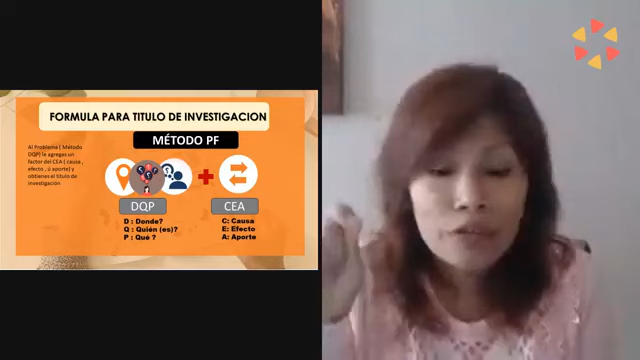 FORMULA PARA TITULO DE INVESTIGACION
MÉTODO PF
Al Problema ( Método
DQP) le agregas un
factor del CEA ( causa ,
efecto , ú aporte) y
obtienes el titulo de
investigación
DQP
CEA
D : Donde?
Q : Quién (es)?
P : Qué ?
C: Causa
E: Efecto
A: Aporte